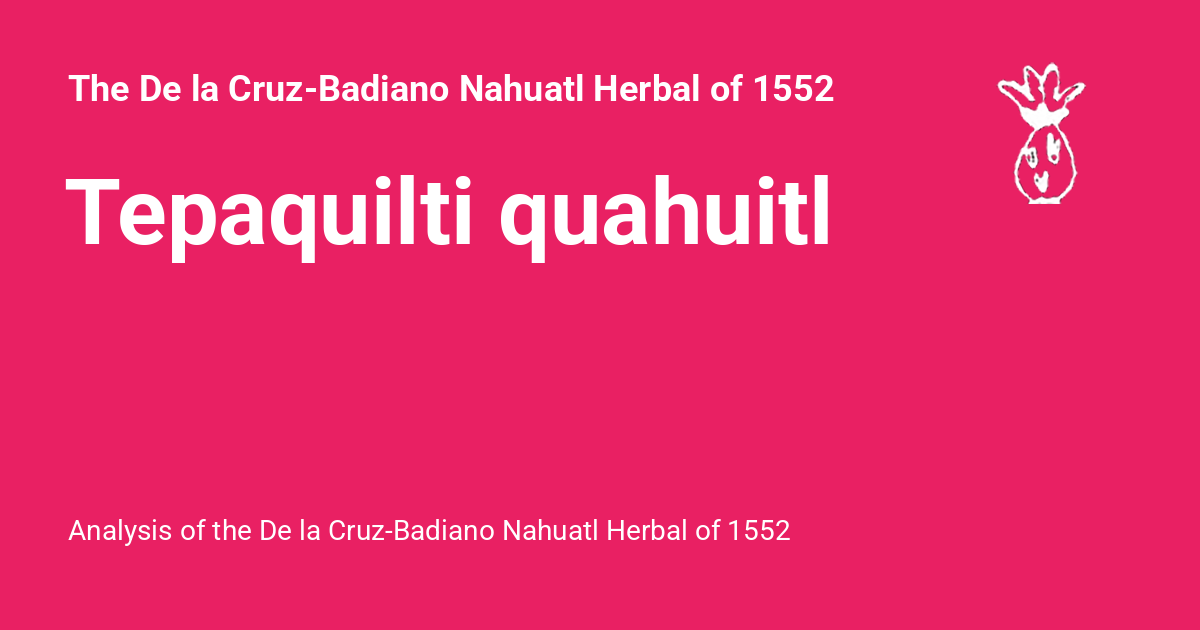 The De la Cruz-Badiano Nahuatl Herbal of 1552
Tepaquilti quahuitl
Analysis of the De la Cruz-Badiano Nahuatl Herbal of 1552